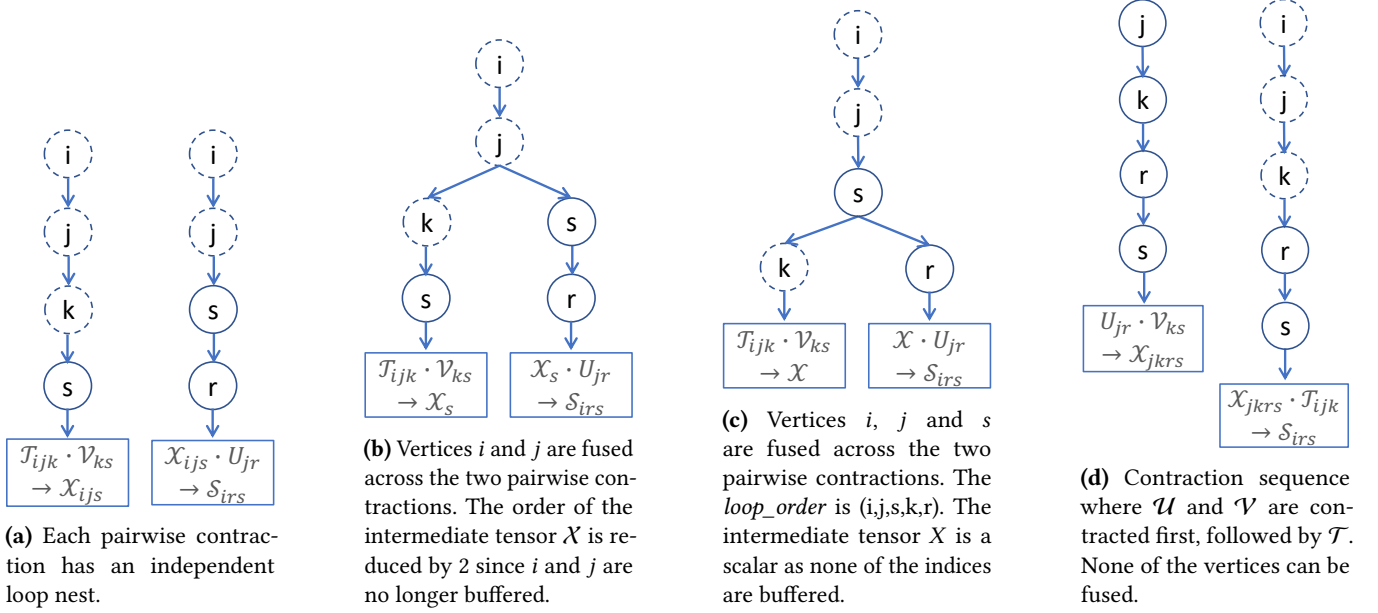 i
j
k
s
𝒯ijk · 𝒱ks
→ 𝒳ijs
i
j
s
r
𝒳ijs · Ujr
→ 𝒮irs
(a) Each pairwise contrac-
tion has an independent
loop nest.
i
j
k
s
s
r
𝒯ijk · 𝒱ks
→ 𝒳s
𝒳s · Ujr
→ 𝒮irs
(b) Vertices i and j are fused
across the two pairwise con-
tractions. The order of the
intermediate tensor 𝒳 is re-
duced by 2 since i and j are
no longer buffered.
i
j
s
k
r
𝒯ijk · 𝒱ks
→ 𝒳
𝒳 · Ujr
→ 𝒮irs
(c) Vertices i, j and s
are fused across the two
pairwise contractions. The
loop_order is (i,j,s,k,r). The
intermediate tensor X is a
scalar as none of the indices
are buffered.
j
k
r
s
Ujr · 𝒱ks
→ 𝒳jkrs
i
j
k
r
s
𝒳jkrs · 𝒯ijk
→ 𝒮irs
(d) Contraction sequence
where 𝒰 and 𝒱 are con-
tracted first, followed by 𝒯.
None of the vertices can be
fused.